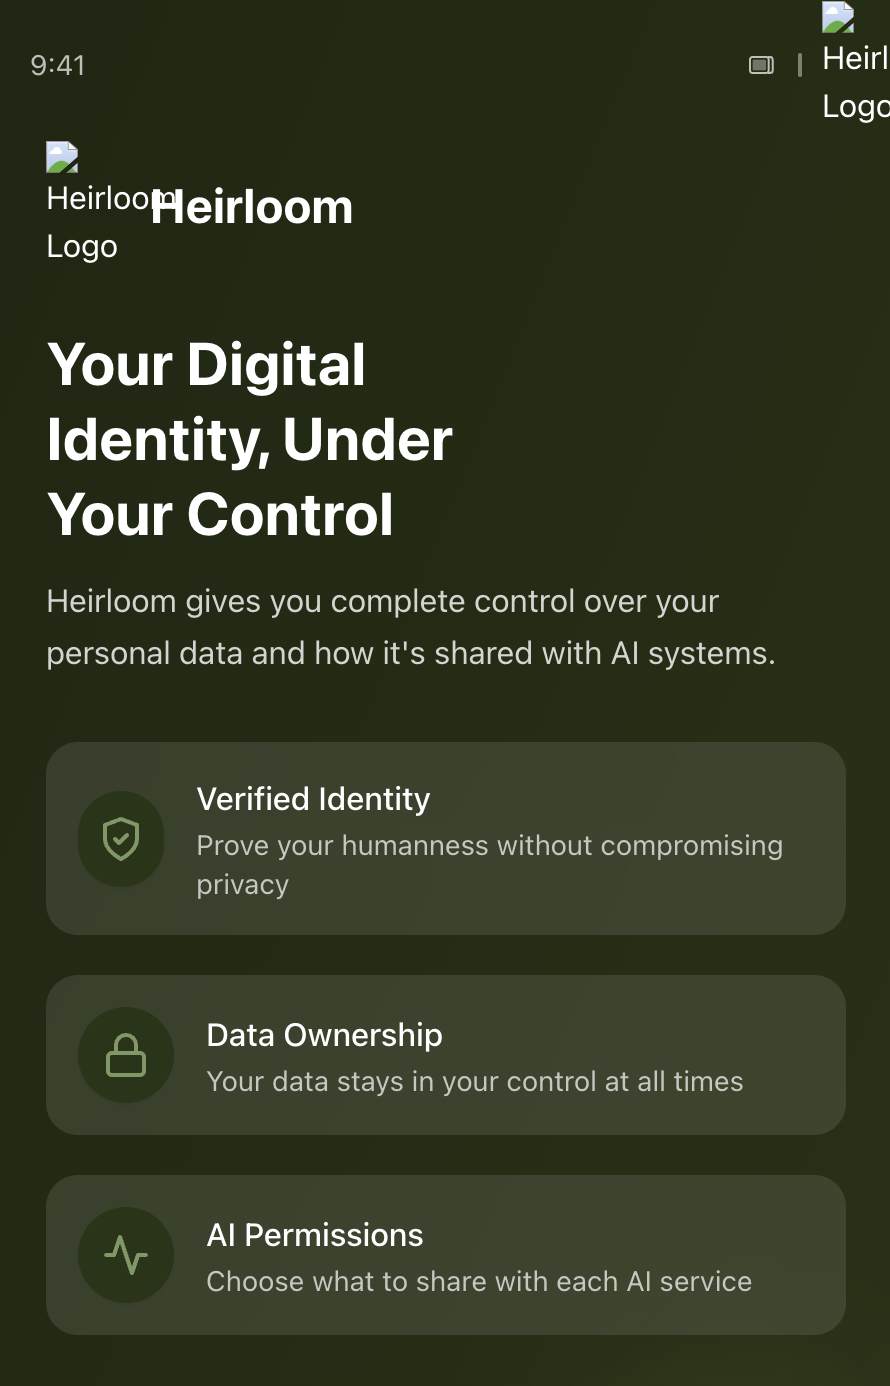 9:41
Heirl
Logo
Heirloom
Logo
Heirloom
Your Digital
Identity, Under
Your Control
Heirloom gives you complete control over your
personal data and how it's shared with AI systems.
Verified Identity
Prove your humanness without compromising
privacy
Data Ownership
Your data stays in your control at all times
AI Permissions
Choose what to share with each AI service